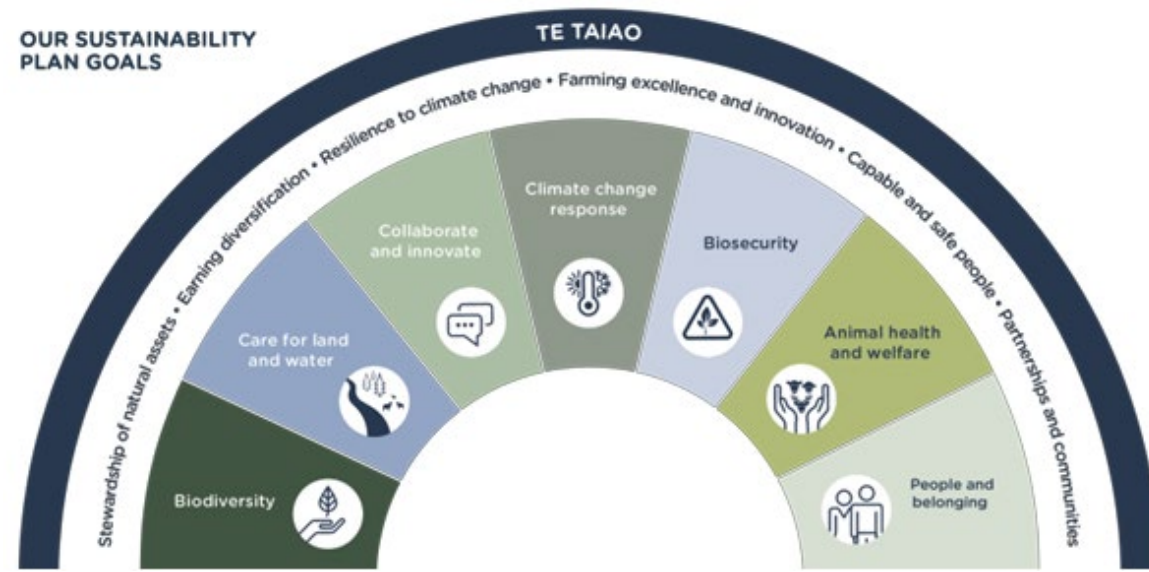 OUR SUSTAINABILITY
PLAN GOALS
TE TAIAO
Stewardship of natural assets • Earning diversification • Resilience to climate change • Farming excellence and innovation • Capable and safe people • Partnerships and communities
Biodiversity
Care for land
and water
Collaborate
and innovate
Climate change
response
Biosecurity
Animal health
and welfare
People and
belonging